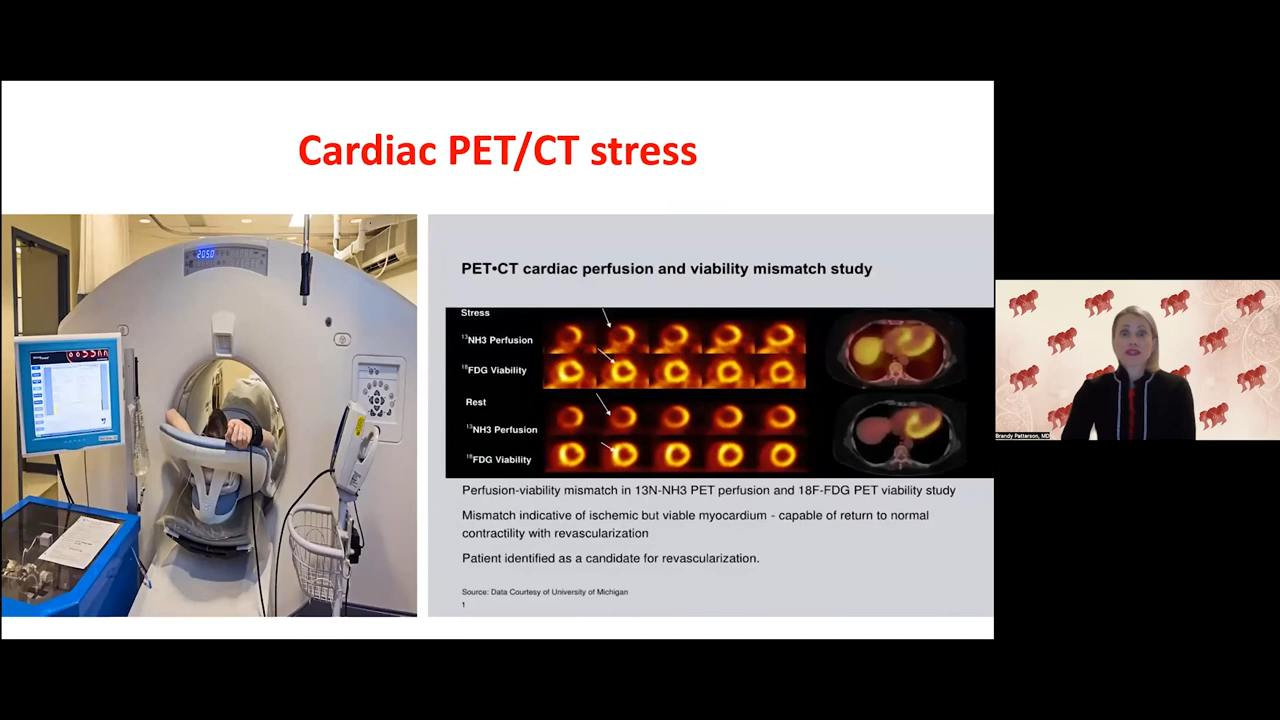 Cardiac PET/CT stress
205.0
PET•CT cardiac perfusion and viability mismatch study
Stress
13NH3 Perfusion
18FDG Viability
Rest
13NH3 Perfusion
18FDG Viability
Perfusion-viability mismatch in 13N-NH3 PET perfusion and 18F-FDG PET viability study
Mismatch indicative of ischemic but viable myocardium - capable of return to normal
contractility with revascularization
Patient identified as a candidate for revascularization.
Source: Data Courtesy of University of Michigan
1
Brandy Pattarson, MD